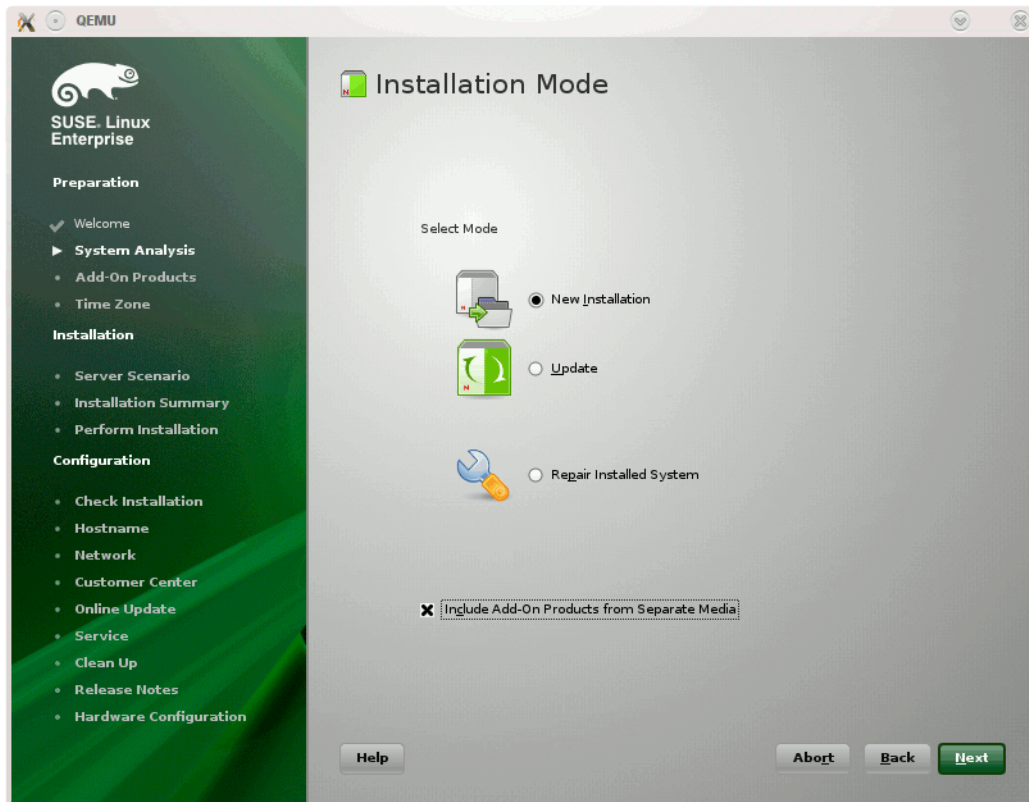 QEMU
SUSE. Linux
Enterprise
Preparation
Welcome
System Analysis
Add-On Products
Time Zone
Installation
Server Scenario
Installation Summary
Perform Installation
Configuration
Check Installation
Hostname
Network
Customer Center
Online Update
Service
Clean Up
Release Notes
Hardware Configuration
Installation Mode
Select Mode
New Installation
Update
Repair Installed System
Include Add-On Products from Separate Media
Help
Abort
Back
Next